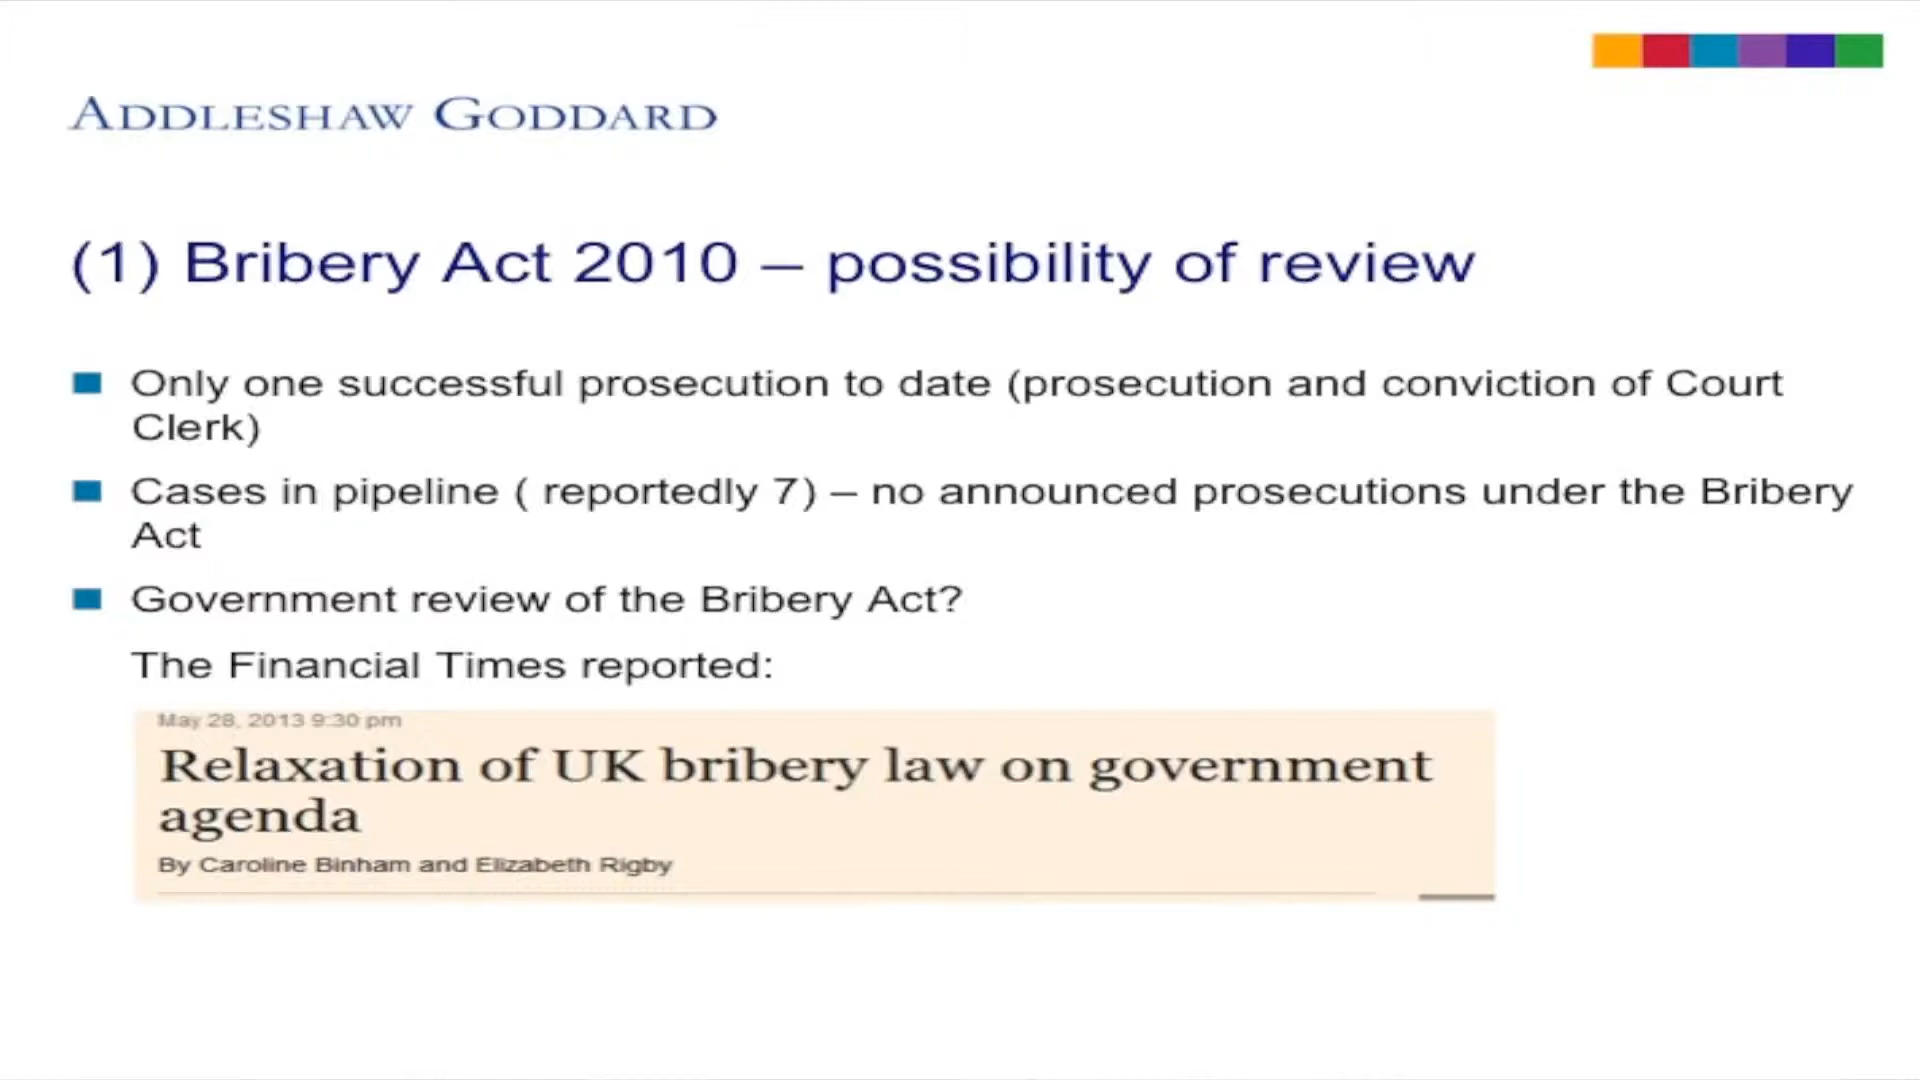 ADDLESHAW GODDARD
(1) Bribery Act 2010 – possibility of review
Only one successful prosecution to date (prosecution and conviction of Court
Clerk)
Cases in pipeline ( reportedly 7) – no announced prosecutions under the Bribery
Act
Government review of the Bribery Act?
The Financial Times reported:
May 28, 2013 9:30 pm
Relaxation of UK bribery law on government
agenda
By Caroline Binham and Elizabeth Rigby